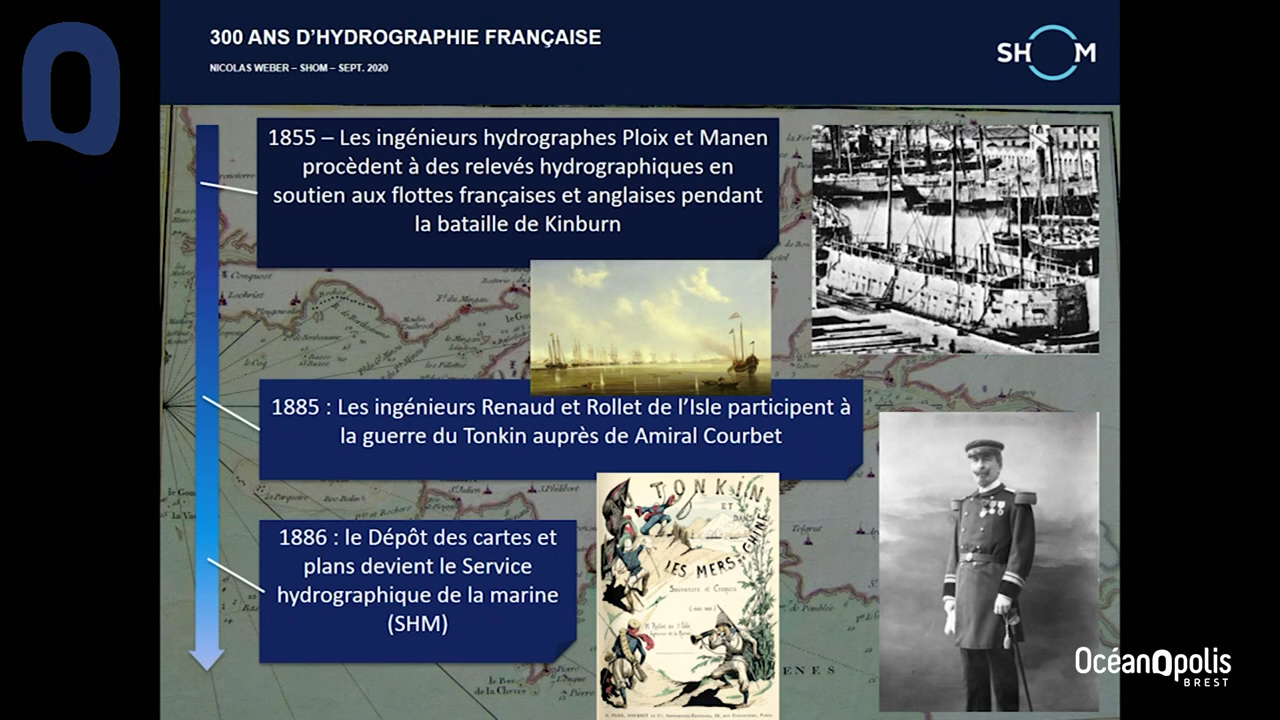 300 ANS D'HYDROGRAPHIE FRANÇAISE
NICOLAS WEBER – SHOM – SEPT. 2020
SHOM
1855 – Les ingénieurs hydrographes Ploix et Manen
procèdent à des relevés hydrographiques en
soutien aux flottes françaises et anglaises pendant
la bataille de Kinburn
Conquest
Lochrist
1885 : Les ingénieurs Renaud et Rollet de l'Isle participent à
la guerre du Tonkin auprès de Amiral Courbet
S.Philibert
TONKIN
ET
DANS
LES MERS DE CHINE
Souvenirs et Croquis
1886 : le Dépôt des cartes et
plans devient le Service
hydrographique de la marine
(SHM)
OcéanOpolis
BREST